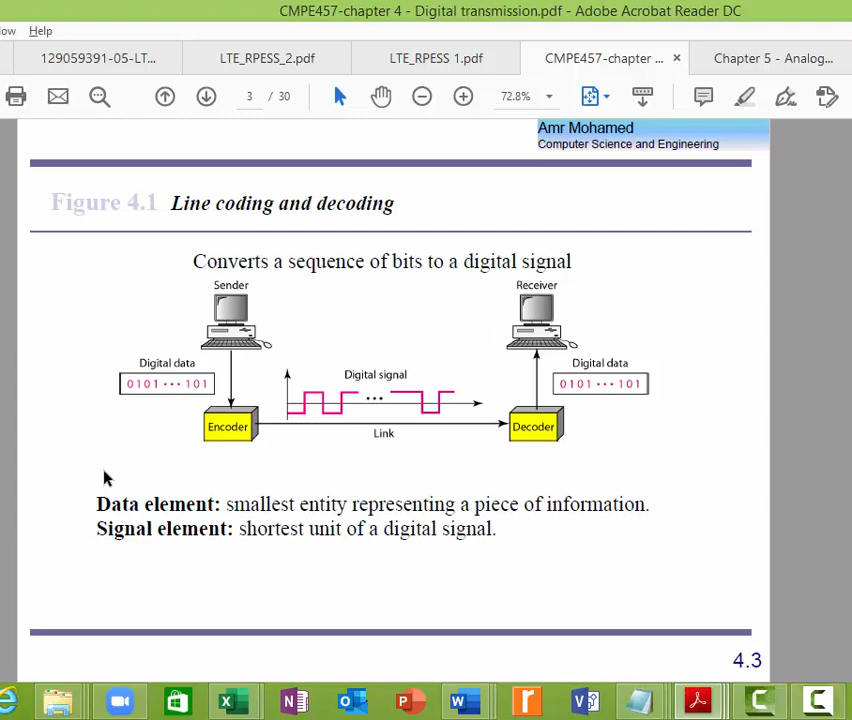 CMPE457-chapter 4 - Digital transmission.pdf - Adobe Acrobat Reader DC
ow Help
129059391-05-LT...
LTE_RPESS_2.pdf
LTE_RPESS 1.pdf
CMPE457-chapter ... ×
Chapter 5 - Analog...
3 / 30
72.8%
Amr Mohamed
Computer Science and Engineering
Figure 4.1 Line coding and decoding
Converts a sequence of bits to a digital signal
Sender
Receiver
Digital data
Digital signal
Digital data
0101 ··· 101
0101 ··· 101
Encoder
Link
Decoder
Data element: smallest entity representing a piece of information.
Signal element: shortest unit of a digital signal.
4.3